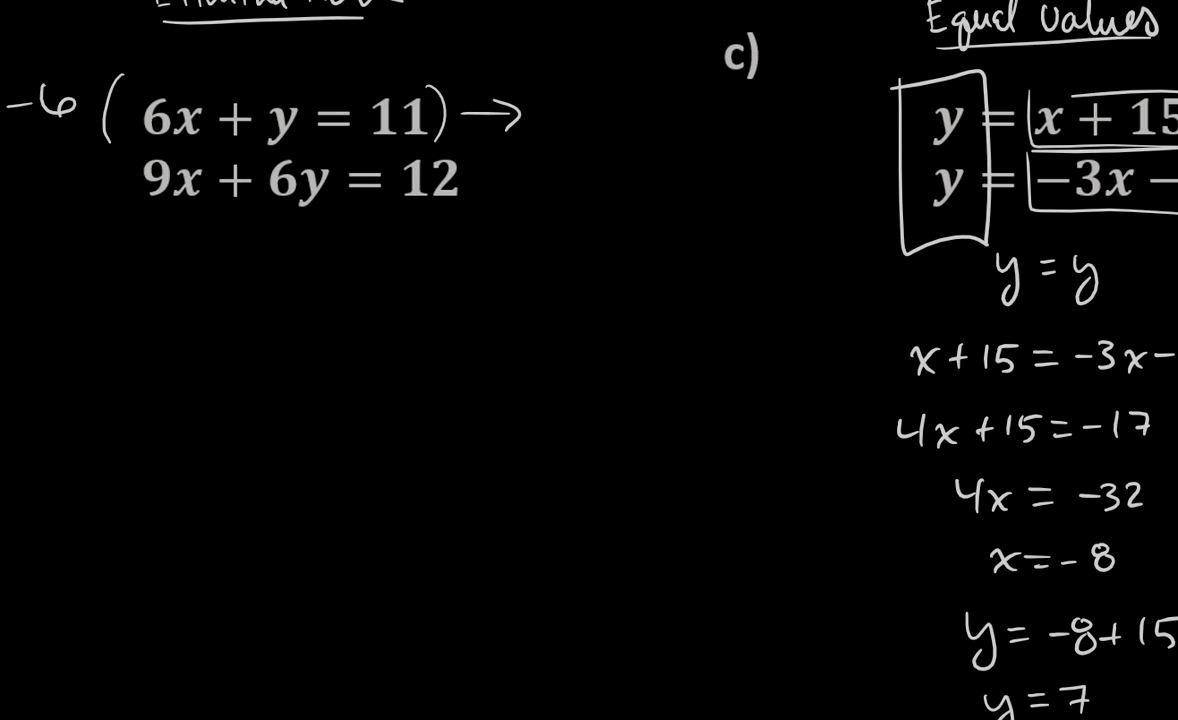 -6 ( 6x + y = 11) →
9x + 6y = 12
c)
Equal Values
y = x + 15
y = -3x -
y = y
x + 15 = -3x -
4x + 15 = -17
4x = -32
x = - 8
y = -8 + 15
y = 7